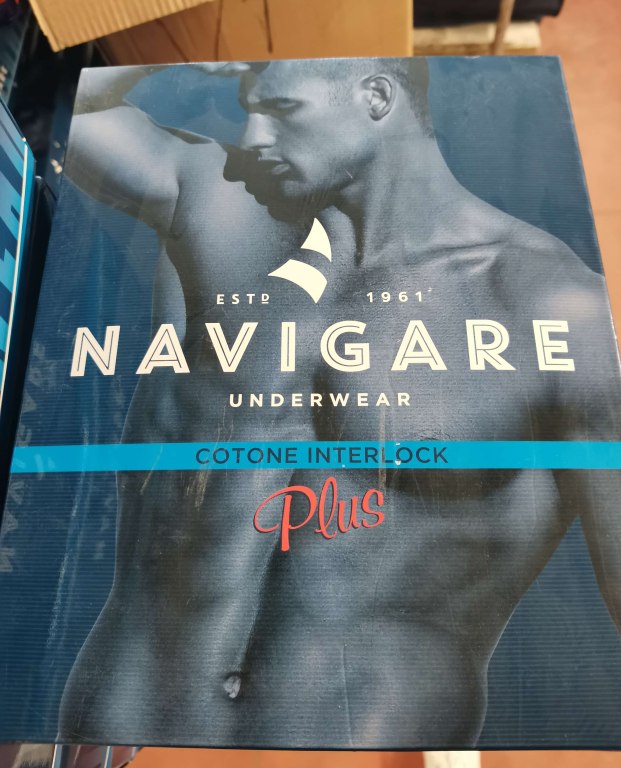 ESTD 1961
NAVIGARE
UNDERWEAR
COTONE INTERLOCK
Plus